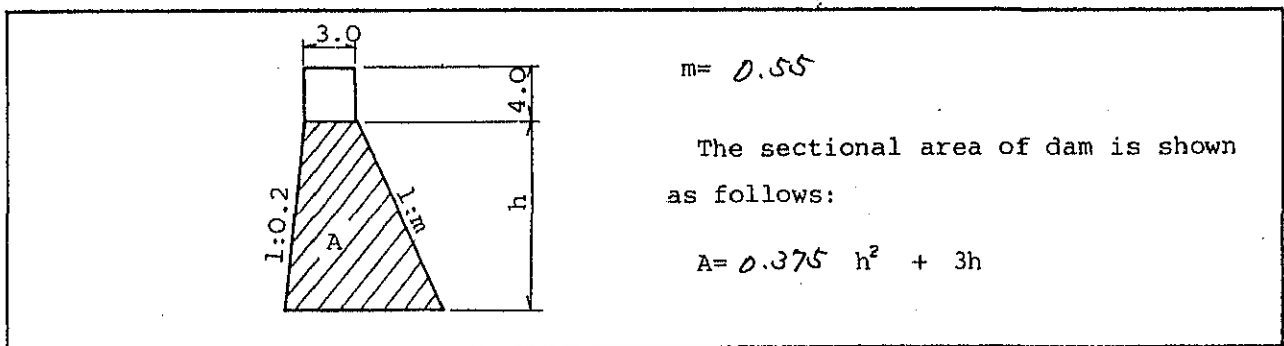 3.0
4.0
m= 0.55
The sectional area of dam is shown
as follows:
1:0.2
A
1:m
h
A= 0.375 h² + 3h